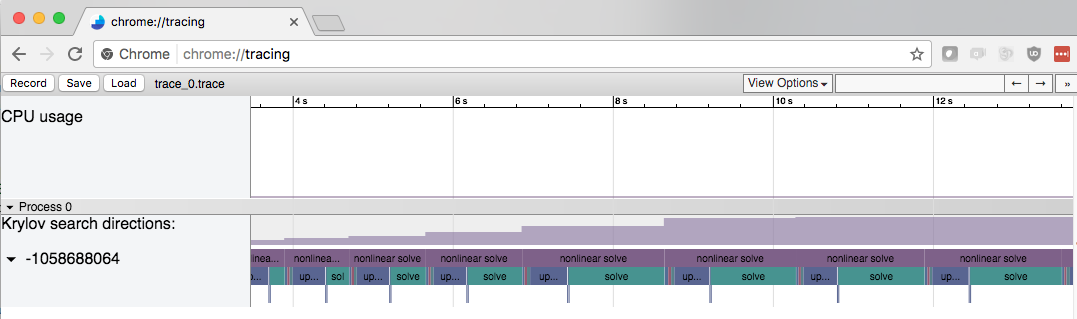 chrome://tracing
Chrome chrome://tracing
Record Save Load trace_0.trace View Options
4 s 6 s 8 s 10 s 12 s
CPU usage
Process 0
Krylov search directions:
-1058688064
nonlinea... nonlinear solve nonlinear solve nonlinear solve nonlinear solve nonlinear solve nonlinear solve
up... sol up... solve up... solve up... solve up... solve up... solve up... solve